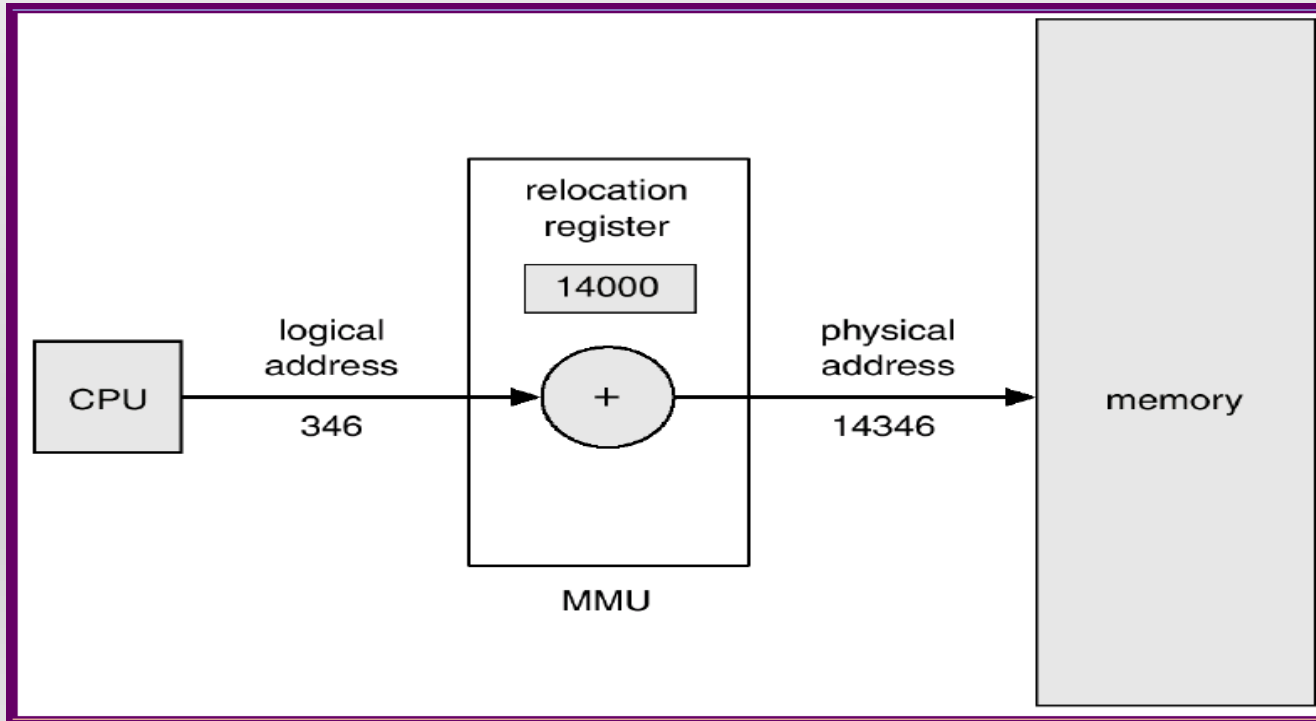 relocation
register
14000
logical
address
346
CPU
+
physical
address
14346
memory
MMU